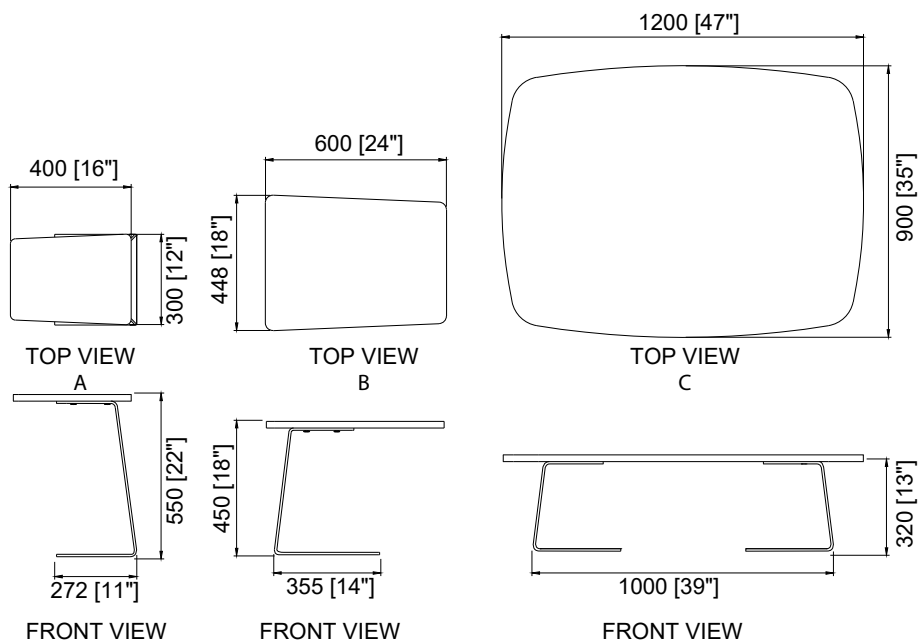 1200 [47"]
600 [24"]
400 [16"]
900 [35"]
448 [18"]
300 [12"]
TOP VIEW
TOP VIEW
TOP VIEW
A
B
C
550 [22"]
450 [18"]
320 [13"]
272 [11"]
355 [14"]
1000 [39"]
FRONT VIEW
FRONT VIEW
FRONT VIEW